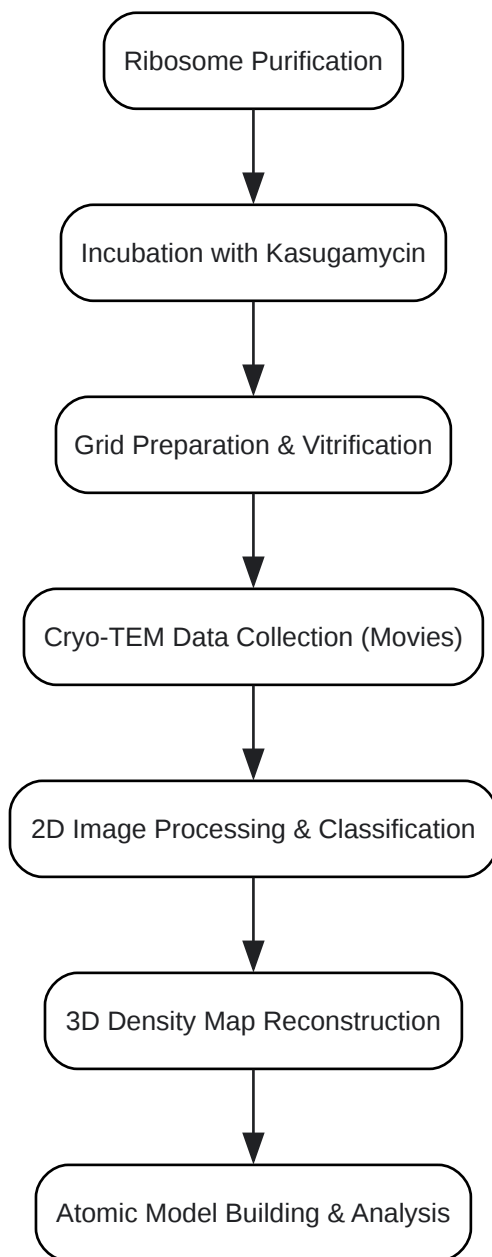 Ribosome Purification
Incubation with Kasugamycin
Grid Preparation & Vitrification
Cryo-TEM Data Collection (Movies)
2D Image Processing & Classification
3D Density Map Reconstruction
Atomic Model Building & Analysis